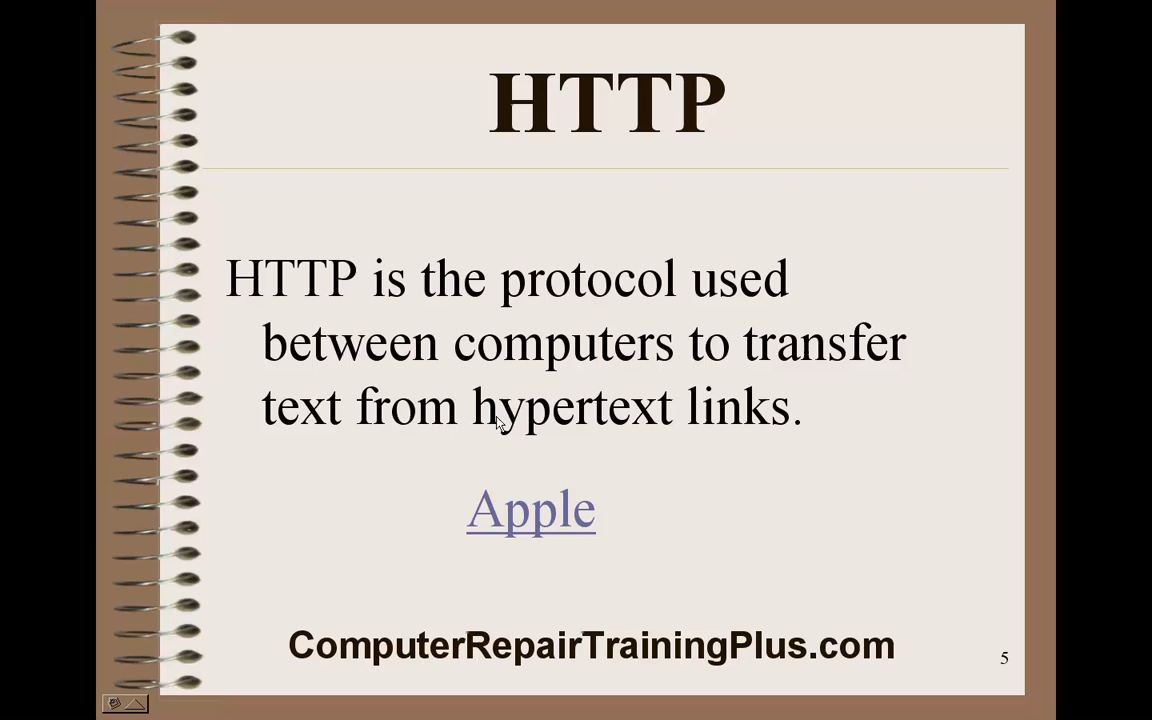 HTTP
HTTP is the protocol used
between computers to transfer
text from hypertext links.
Apple
ComputerRepairTrainingPlus.com
5